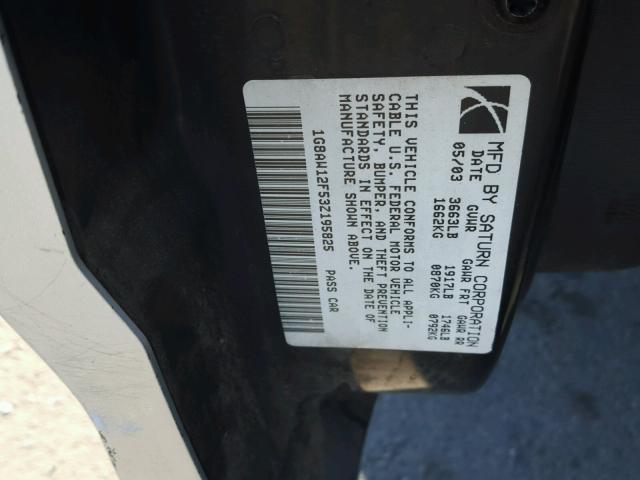 MFD BY SATURN CORPORATION
DATE GVWR GAWR FRT GAWR RR
05/03 3663LB 1917LB 1746LB
1662KG 0870KG 0792KG
THIS VEHICLE CONFORMS TO ALL APPLI-
CABLE U.S. FEDERAL MOTOR VEHICLE
SAFETY, BUMPER, AND THEFT PREVENTION
STANDARDS IN EFFECT ON THE DATE OF
MANUFACTURE SHOWN ABOVE.
1G8AW12F53Z195825 PASS CAR